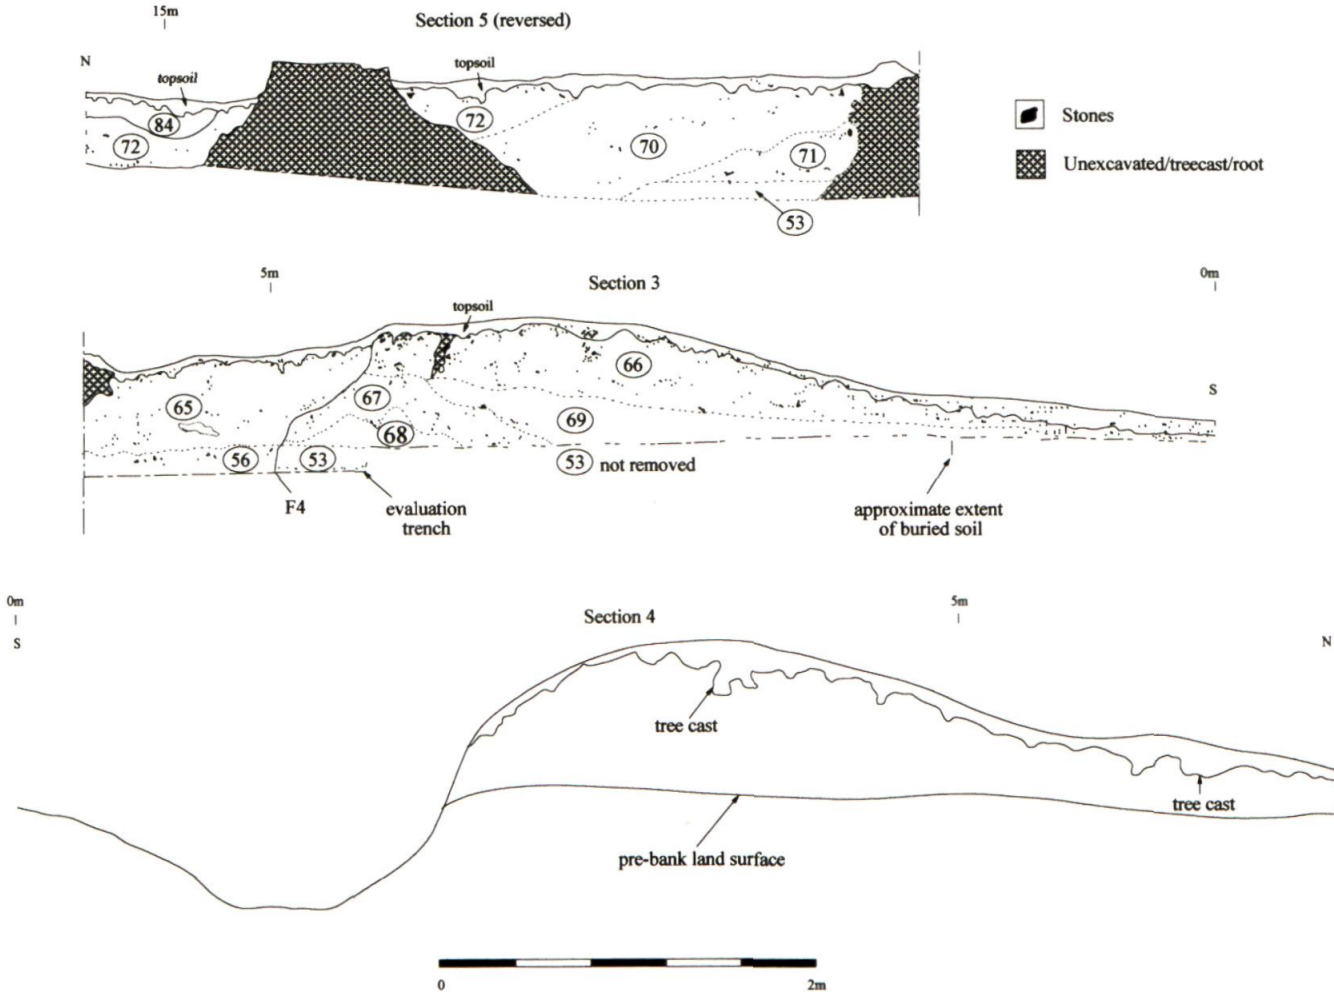 15m
Section 5 (reversed)
N
topsoil
topsoil
84
72
72
70
71
53
Stones
Unexcavated/treecast/root
5m
Section 3
0m
topsoil
S
66
67
65
69
68
56
53
53 not removed
F4
evaluation
trench
approximate extent
of buried soil
0m
Section 4
5m
S
N
tree cast
tree cast
pre-bank land surface
0
2m